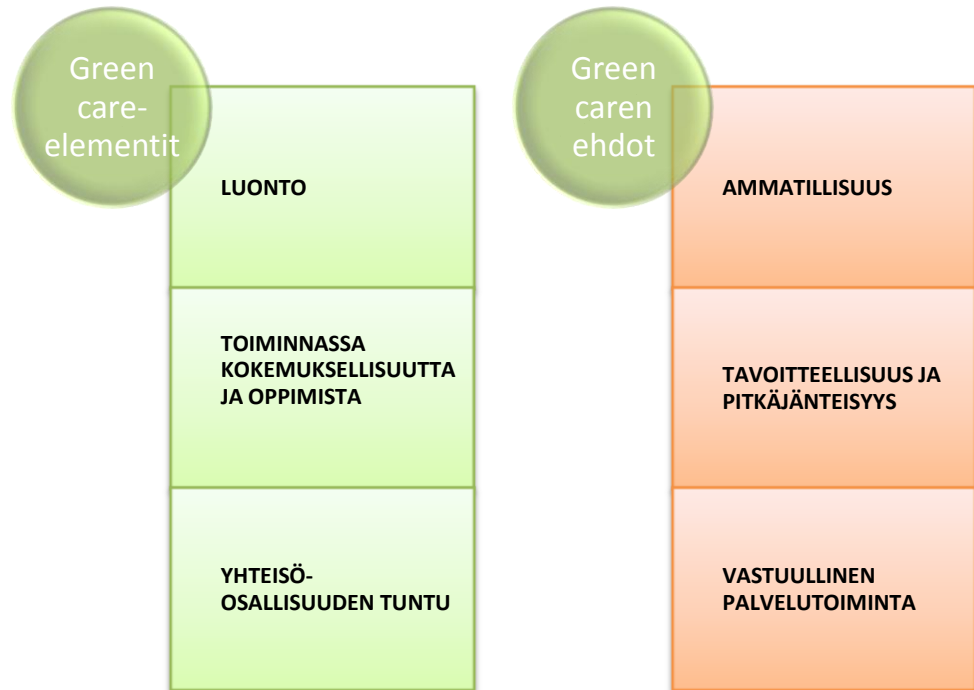 Green
care-
elementit
LUONTO
TOIMINNASSA
KOKEMUKSELLISUUTTA
JA OPPIMISTA
YHTEISÖ-
OSALLISUUDEN TUNTU
Green
caren
ehdot
AMMATILLISUUS
TAVOITTEELLISUUS JA
PITKÄJÄNTEISYYS
VASTUULLINEN
PALVELUTOIMINTA